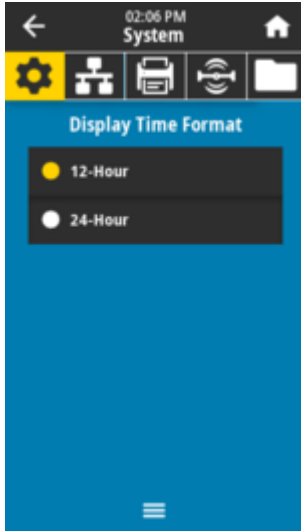 02:06 PM
System
Display Time Format
12-Hour
24-Hour